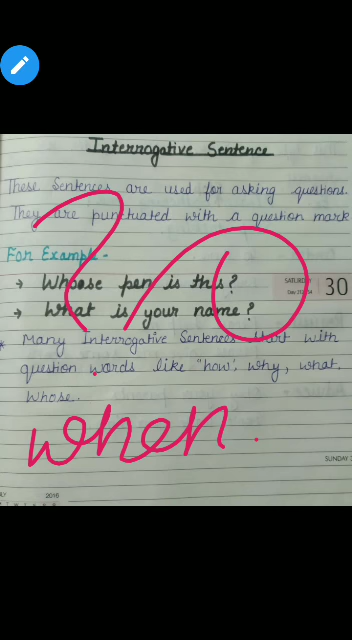 Interrogative Sentence
These Sentences are used for asking questions.
They are punctuated with a question mark
For Example -
→ Whoose pen is this?
→ What is your name?
SATURDAY
30
* Many Interrogative Sentences start with
question words like "how', why, what.
Whose..
when.
SUNDAY
2016